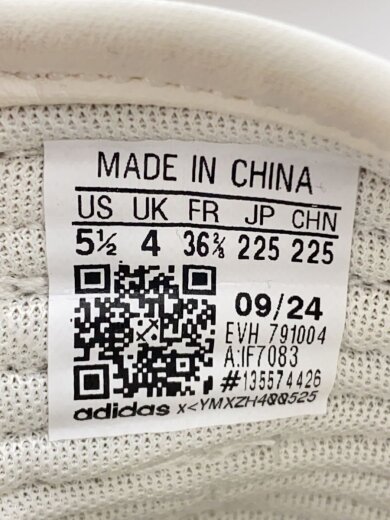 MADE IN CHINA
US UK FR JP CHN
5½ 4 36⅔ 225 225
09/24
EVH 791004
A:IF7083
#135574426
adidas X<YMXZH400525